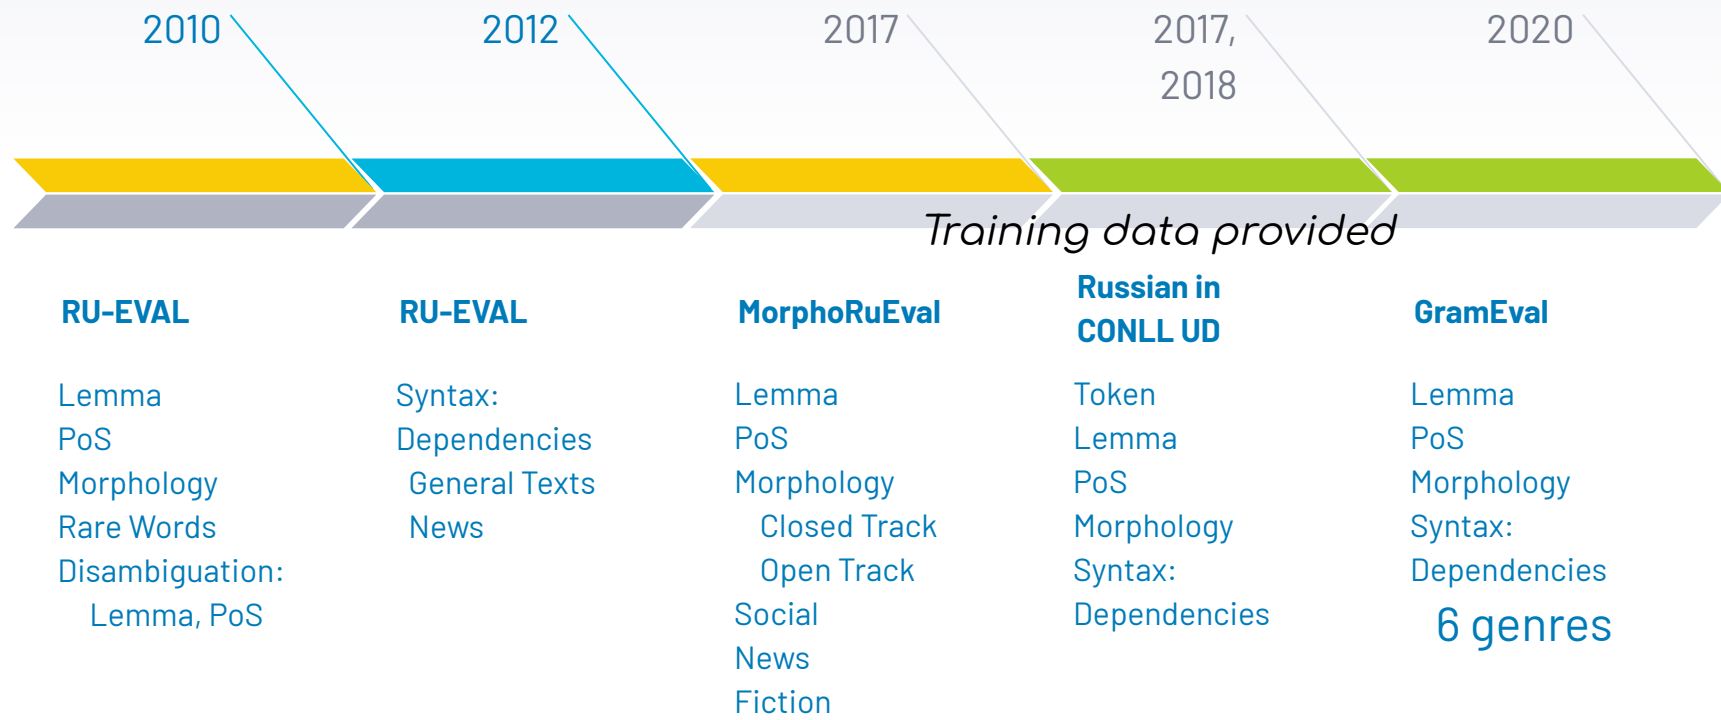 2010
2012
2017
2017,
2018
2020
Training data provided
RU-EVAL
Lemma
PoS
Morphology
Rare Words
Disambiguation:
Lemma, PoS
RU-EVAL
Syntax:
Dependencies
General Texts
News
MorphoRuEval
Lemma
PoS
Morphology
Closed Track
Open Track
Social
News
Fiction
Russian in
CONLL UD
Token
Lemma
PoS
Morphology
Syntax:
Dependencies
GramEval
Lemma
PoS
Morphology
Syntax:
Dependencies
6 genres